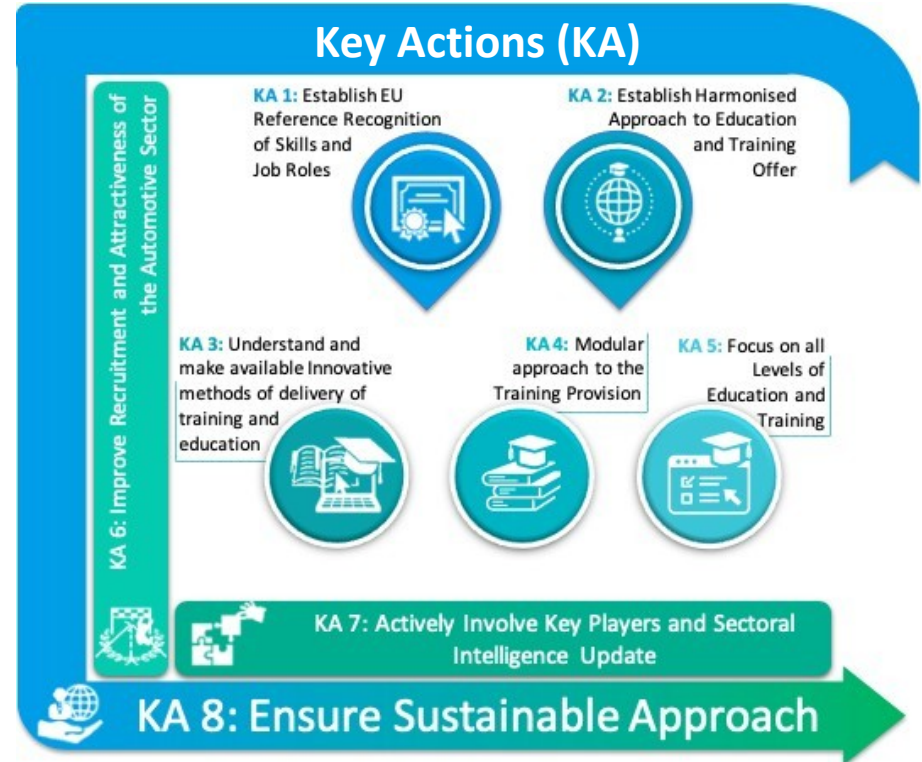 Key Actions (KA)
KA 1: Establish EU
Reference Recognition
of Skills and
Job Roles
KA 2: Establish Harmonised
Approach to Education
and Training
Offer
KA 3: Understand and
make available Innovative
methods of delivery of
training and
education
KA 4: Modular
approach to the
Training Provision
KA 5: Focus on all
Levels of
Education and
Training
KA 6: Improve Recruitment and Attractiveness of
the Automotive Sector
KA 7: Actively Involve Key Players and Sectoral
Intelligence Update
KA 8: Ensure Sustainable Approach